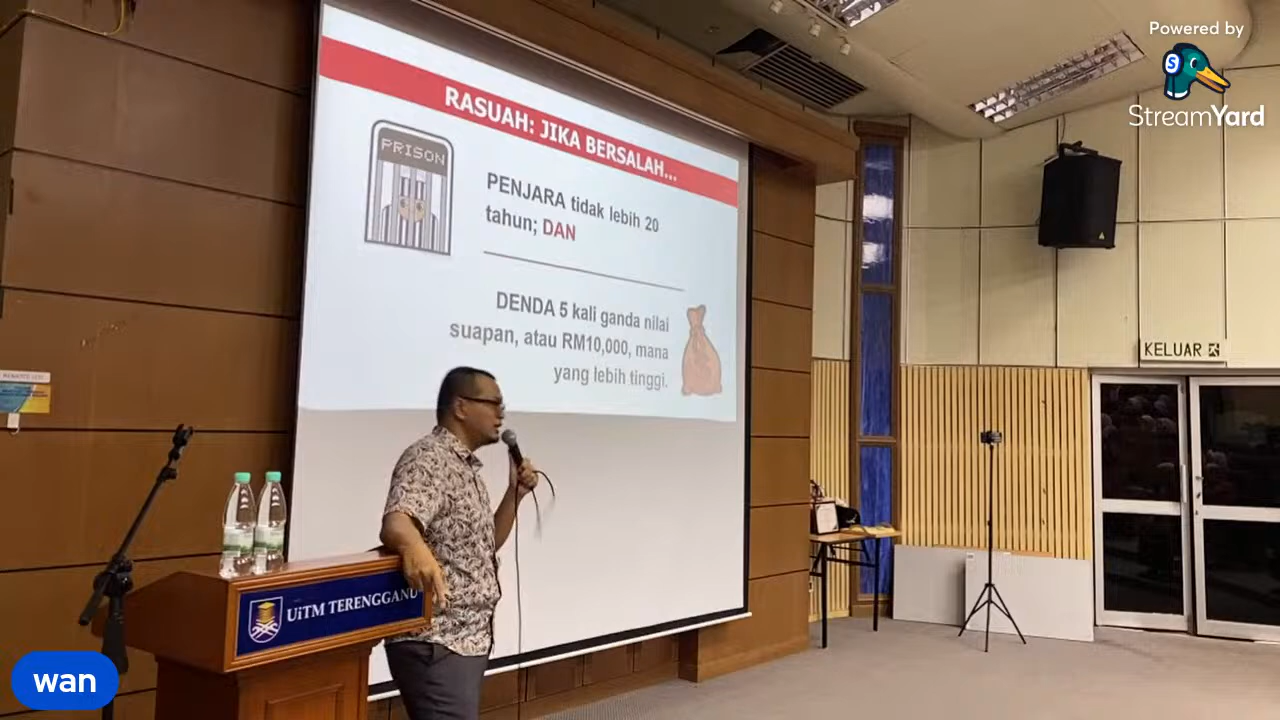 Powered by
StreamYard
RASUAH: JIKA BERSALAH...
PRISON
PENJARA tidak lebih 20
tahun; DAN
DENDA 5 kali ganda nilai
suapan, atau RM10,000, mana
yang lebih tinggi.
KELUAR
UiTM TERENGGANU
wan